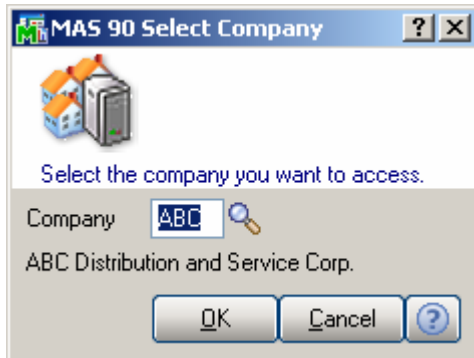 MAS 90 Select Company
Select the company you want to access.
Company ABC
ABC Distribution and Service Corp.
OK Cancel ?